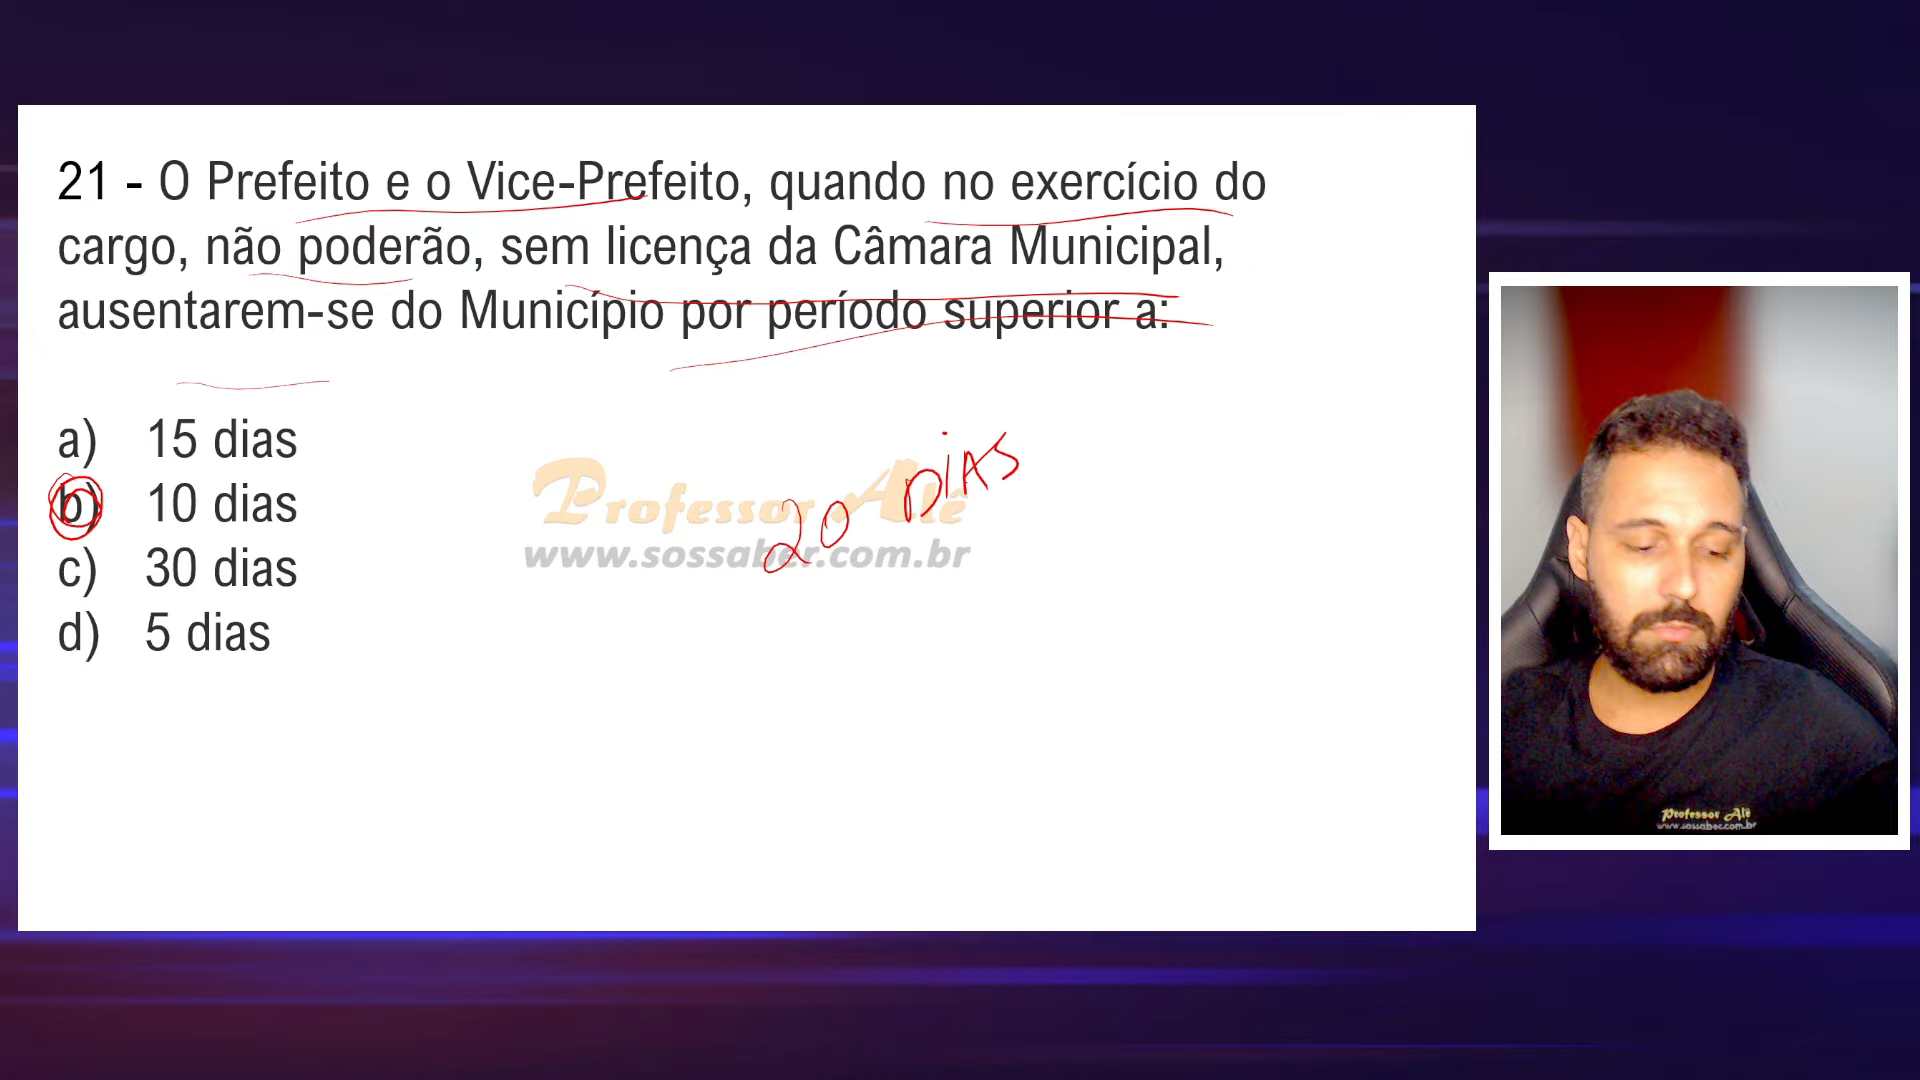 21 - O Prefeito e o Vice-Prefeito, quando no exercício do
cargo, não poderão, sem licença da Câmara Municipal,
ausentarem-se do Município por período superior a:
a) 15 dias
b) 10 dias
c) 30 dias
d) 5 dias
Professor Alê
www.sossaber.com.br
20 DIAS
Professor Alê
www.sossaber.com.br